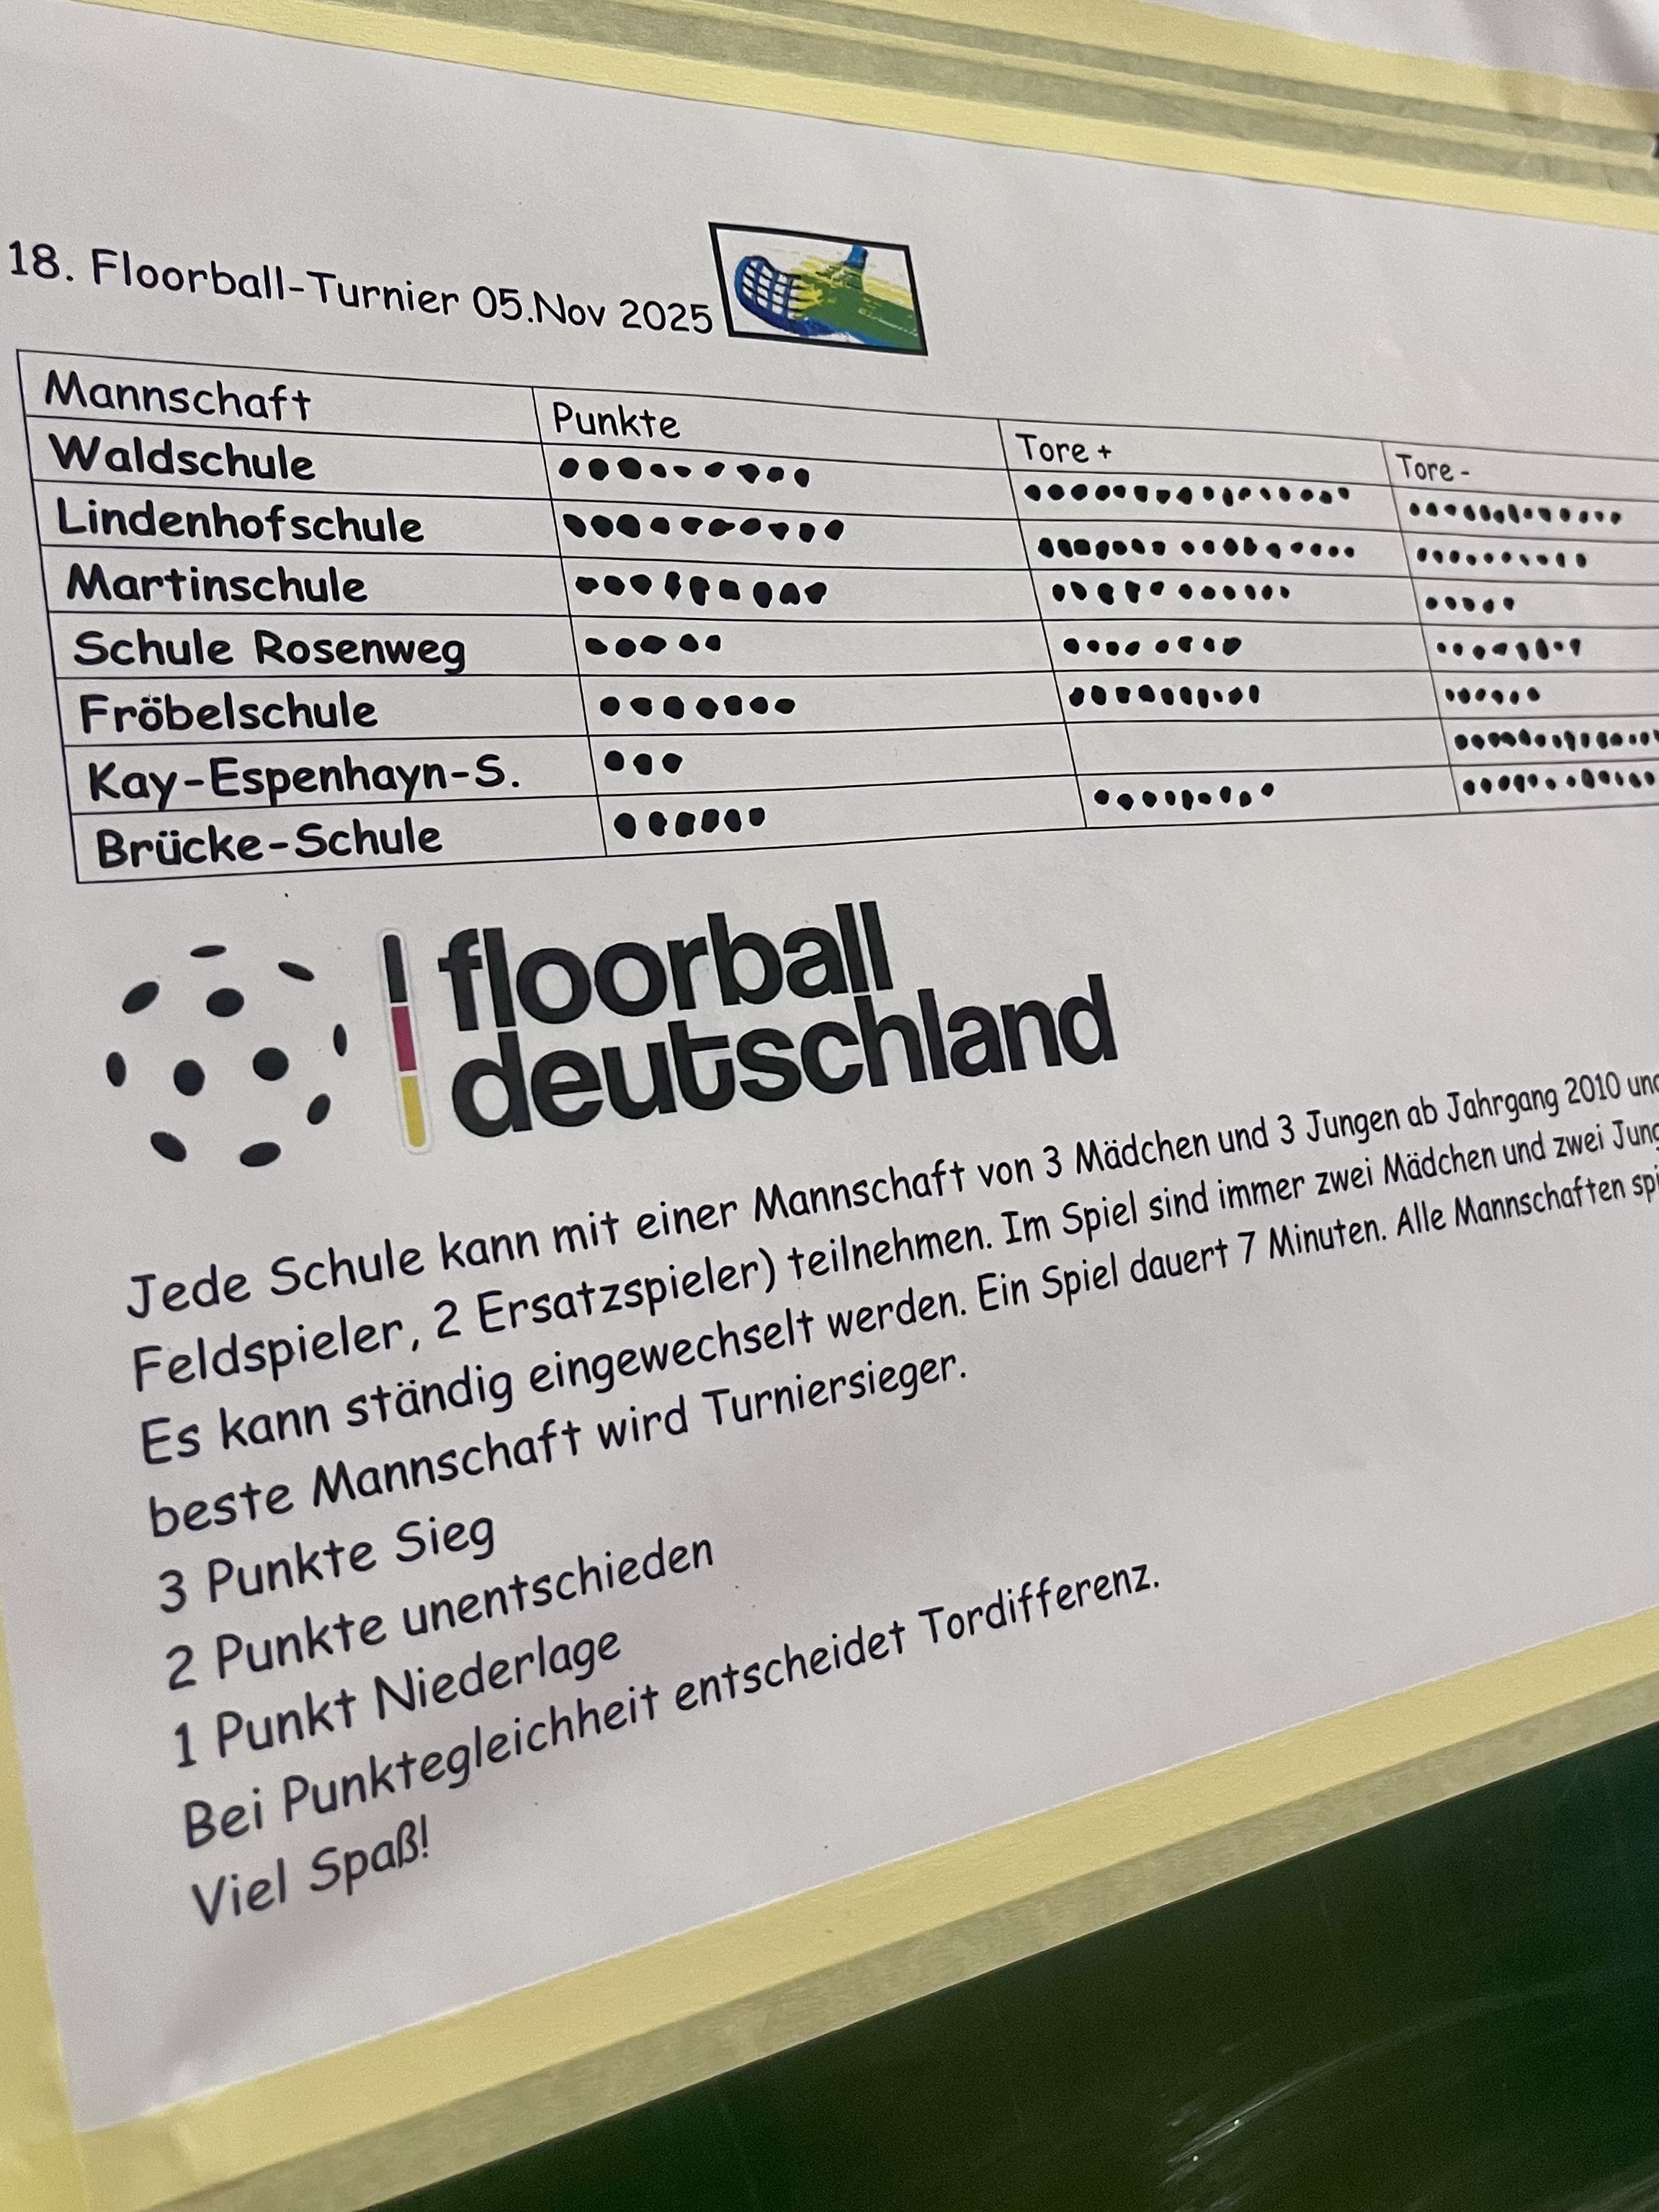 18. Floorball-Turnier 05.Nov 2025
Mannschaft Punkte Tore + Tore -
Waldschule
Lindenhofschule
Martinschule
Schule Rosenweg
Fröbelschule
Kay-Espenhayn-S.
Brücke-Schule
floorball
deutschland
Jede Schule kann mit einer Mannschaft von 3 Mädchen und 3 Jungen ab Jahrgang 2010 und
Feldspieler, 2 Ersatzspieler) teilnehmen. Im Spiel sind immer zwei Mädchen und zwei Jung
Es kann ständig eingewechselt werden. Ein Spiel dauert 7 Minuten. Alle Mannschaften spi
beste Mannschaft wird Turniersieger.
3 Punkte Sieg
2 Punkte unentschieden
1 Punkt Niederlage
Bei Punktegleichheit entscheidet Tordifferenz.
Viel Spaß!